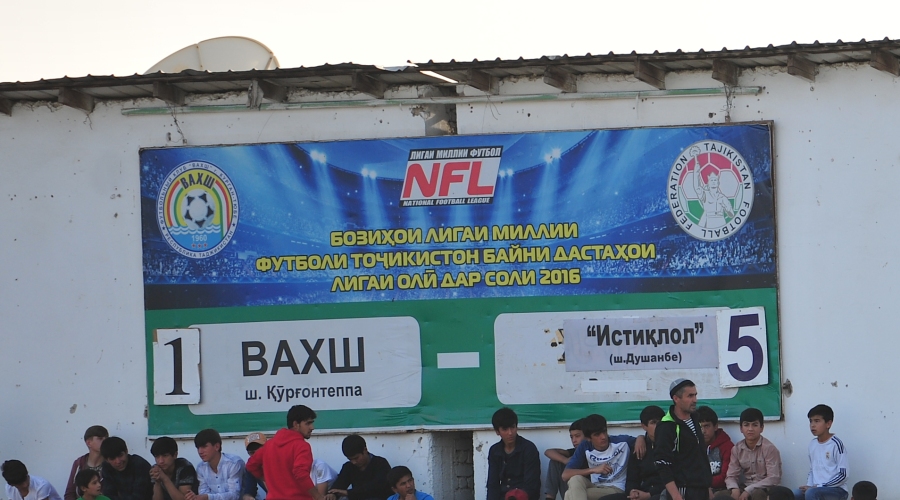 ЛИГАИ МИЛЛИИ ФУТБОЛ
NFL
NATIONAL FOOTBALL LEAGUE
ВАХШ
1960
TAJIKISTAN
FOOTBALL
FEDERATION
БОЗИҲОИ ЛИГАИ МИЛЛИИ
ФУТБОЛИ ТОҶИКИСТОН БАЙНИ ДАСТАҲОИ
ЛИГАИ ОЛӢ ДАР СОЛИ 2016
1
ВАХШ
ш. Қӯрғонтеппа
–
"Истиқлол"
(ш.Душанбе)
5